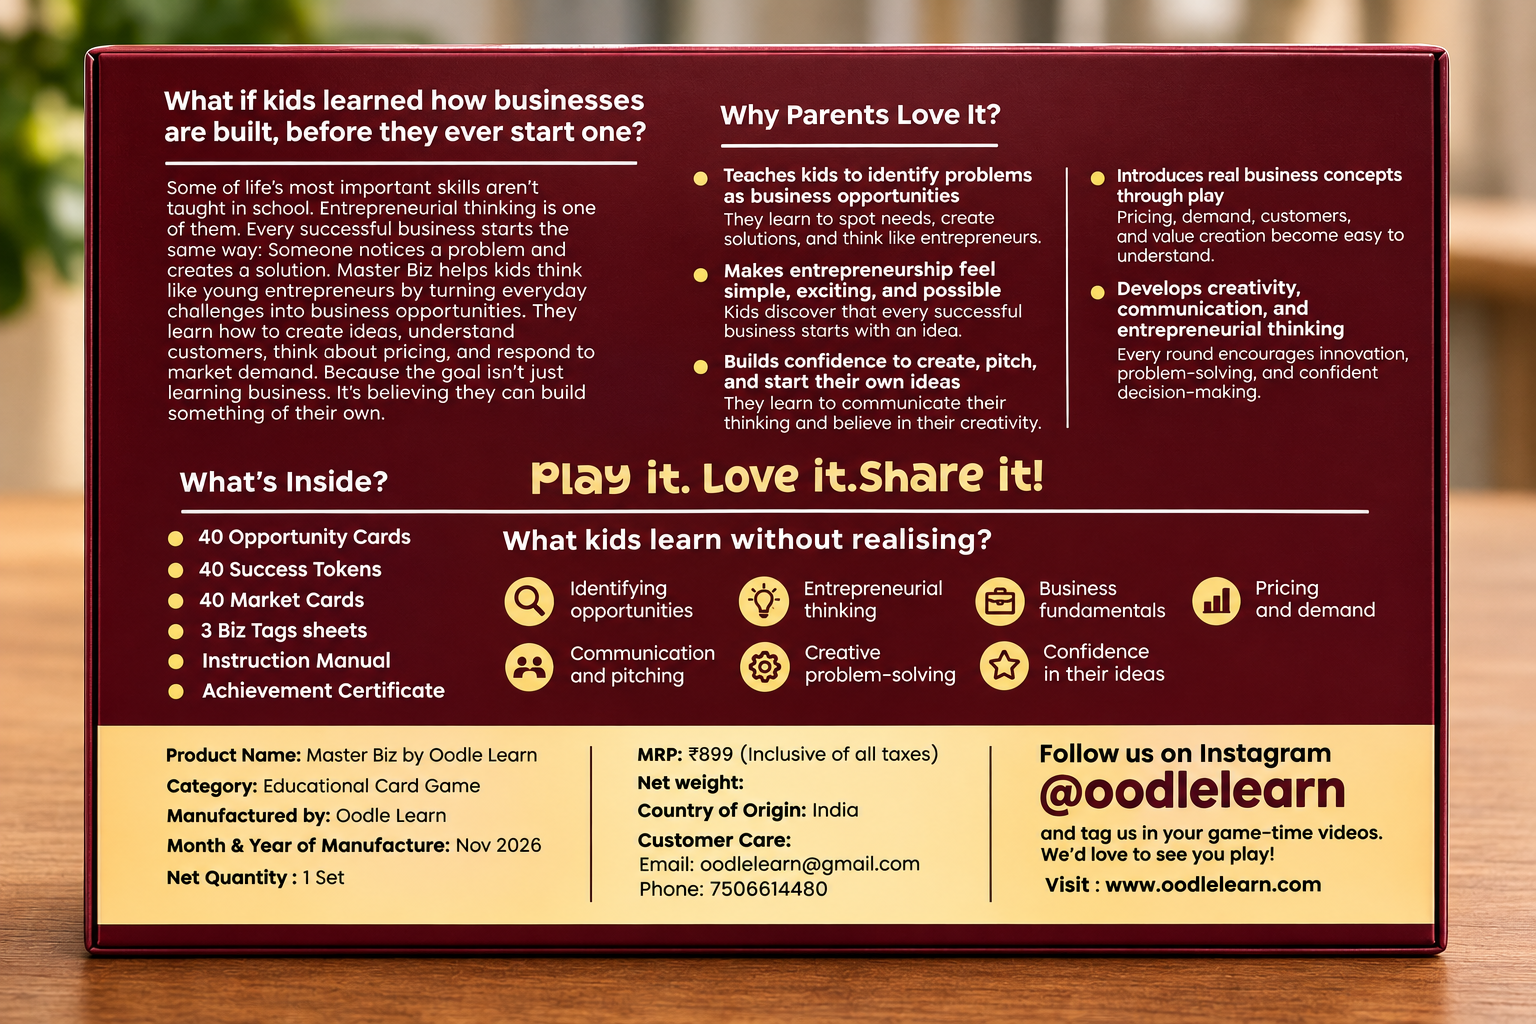 What if kids learned how businesses
are built, before they ever start one?
Some of life's most important skills aren't
taught in school. Entrepreneurial thinking is one
of them. Every successful business starts the
same way: Someone notices a problem and
creates a solution. Master Biz helps kids think
like young entrepreneurs by turning everyday
challenges into business opportunities. They
learn how to create ideas, understand
customers, think about pricing, and respond to
market demand. Because the goal isn't just
learning business. It's believing they can build
something of their own.
Why Parents Love It?
Teaches kids to identify problems
as business opportunities
They learn to spot needs, create
solutions, and think like entrepreneurs.
Makes entrepreneurship feel
simple, exciting, and possible
Kids discover that every successful
business starts with an idea.
Builds confidence to create, pitch,
and start their own ideas
They learn to communicate their
thinking and believe in their creativity.
Introduces real business concepts
through play
Pricing, demand, customers,
and value creation become easy to
understand.
Develops creativity,
communication, and
entrepreneurial thinking
Every round encourages innovation,
problem-solving, and confident
decision-making.
Play it. Love it.Share it!
What's Inside?
40 Opportunity Cards
40 Success Tokens
40 Market Cards
3 Biz Tags sheets
Instruction Manual
Achievement Certificate
What kids learn without realising?
Identifying
opportunities
Entrepreneurial
thinking
Business
fundamentals
Pricing
and demand
Communication
and pitching
Creative
problem-solving
Confidence
in their ideas
Product Name: Master Biz by Oodle Learn
Category: Educational Card Game
Manufactured by: Oodle Learn
Month & Year of Manufacture: Nov 2026
Net Quantity : 1 Set
MRP: ₹899 (Inclusive of all taxes)
Net weight:
Country of Origin: India
Customer Care:
Email: oodlelearn@gmail.com
Phone: 7506614480
Follow us on Instagram
@oodlelearn
and tag us in your game-time videos.
We'd love to see you play!
Visit : www.oodlelearn.com